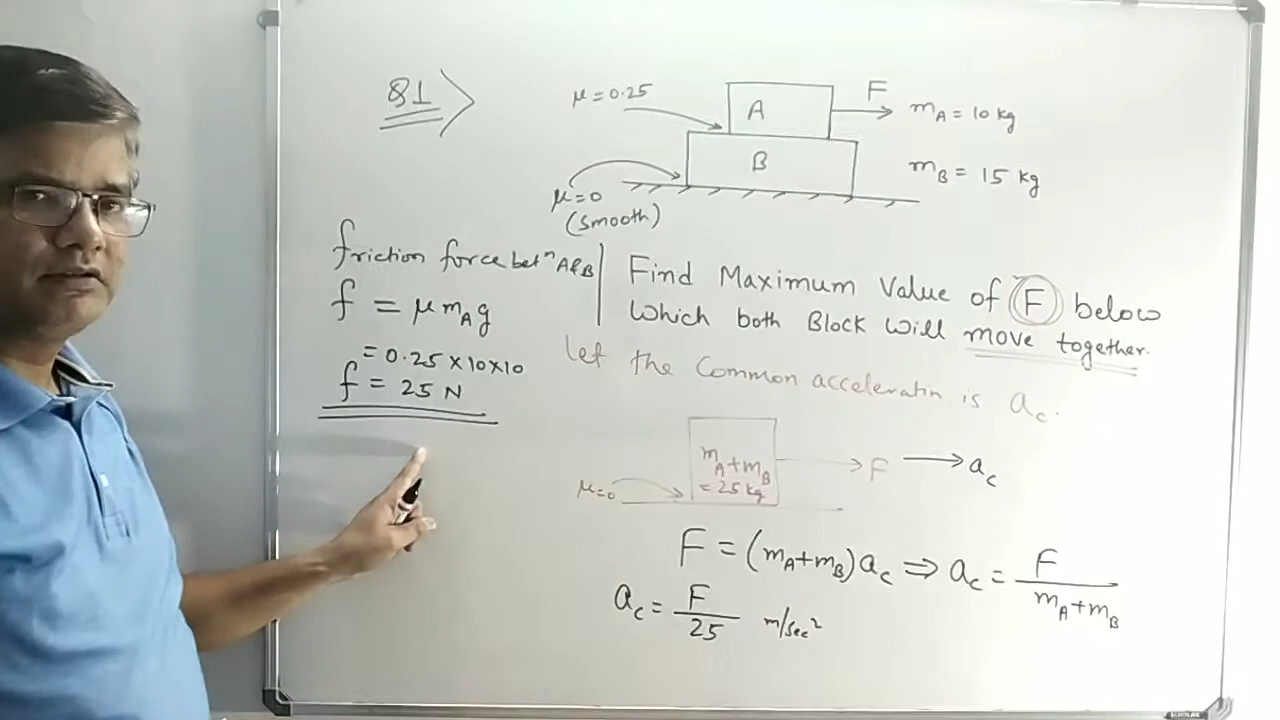 Q1
μ = 0.25
F
A
B
m_A = 10 kg
m_B = 15 kg
μ=0
(smooth)
friction force betⁿ A&B
f = μ m_A g
= 0.25 × 10 × 10
f = 25 N
Find Maximum Value of F below
which both Block will move together.
let the Common acceleratin is a_c.
m_A+m_B
= 25 kg
F → a_c
μ=0
F = (m_A+m_B) a_c ⇒ a_c = F / (m_A+m_B)
a_c = F / 25 m/sec²